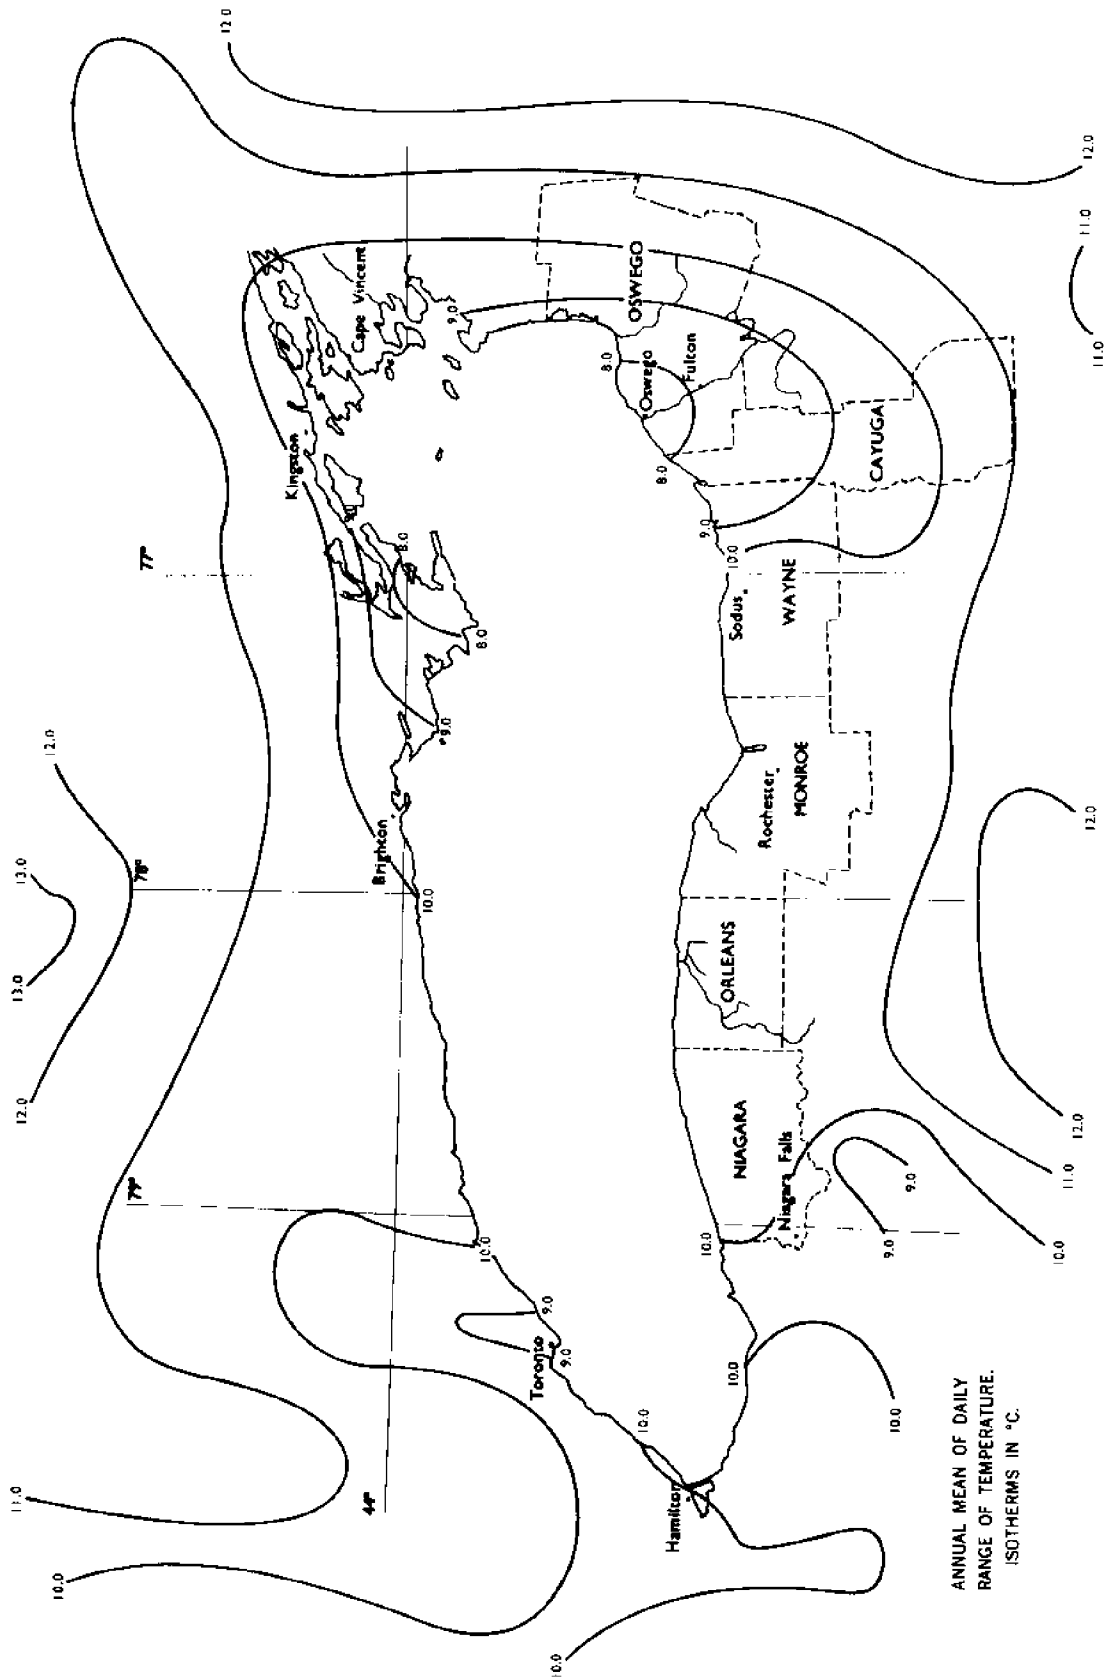 11.0
12.0
13.0
13.0
10.0
12.0
79°
78°
77°
12.0
44°
Kingston
Cape Vincent
Brighton
8.0
10.0
9.0
9.0
8.0
10.0
Toronto
9.0
9.0
10.0
8.0
OSWEGO
Oswego
10.0
8.0
Hamilton
Fulton
10.0
9.0
10.0
ORLEANS
10.0
Sodus
NIAGARA
Rochester
Niagara Falls
WAYNE
MONROE
CAYUGA
9.0
10.0
9.0
10.0
11.0
12.0
12.0
11.0
11.0
12.0
ANNUAL MEAN OF DAILY
RANGE OF TEMPERATURE.
ISOTHERMS IN °C.